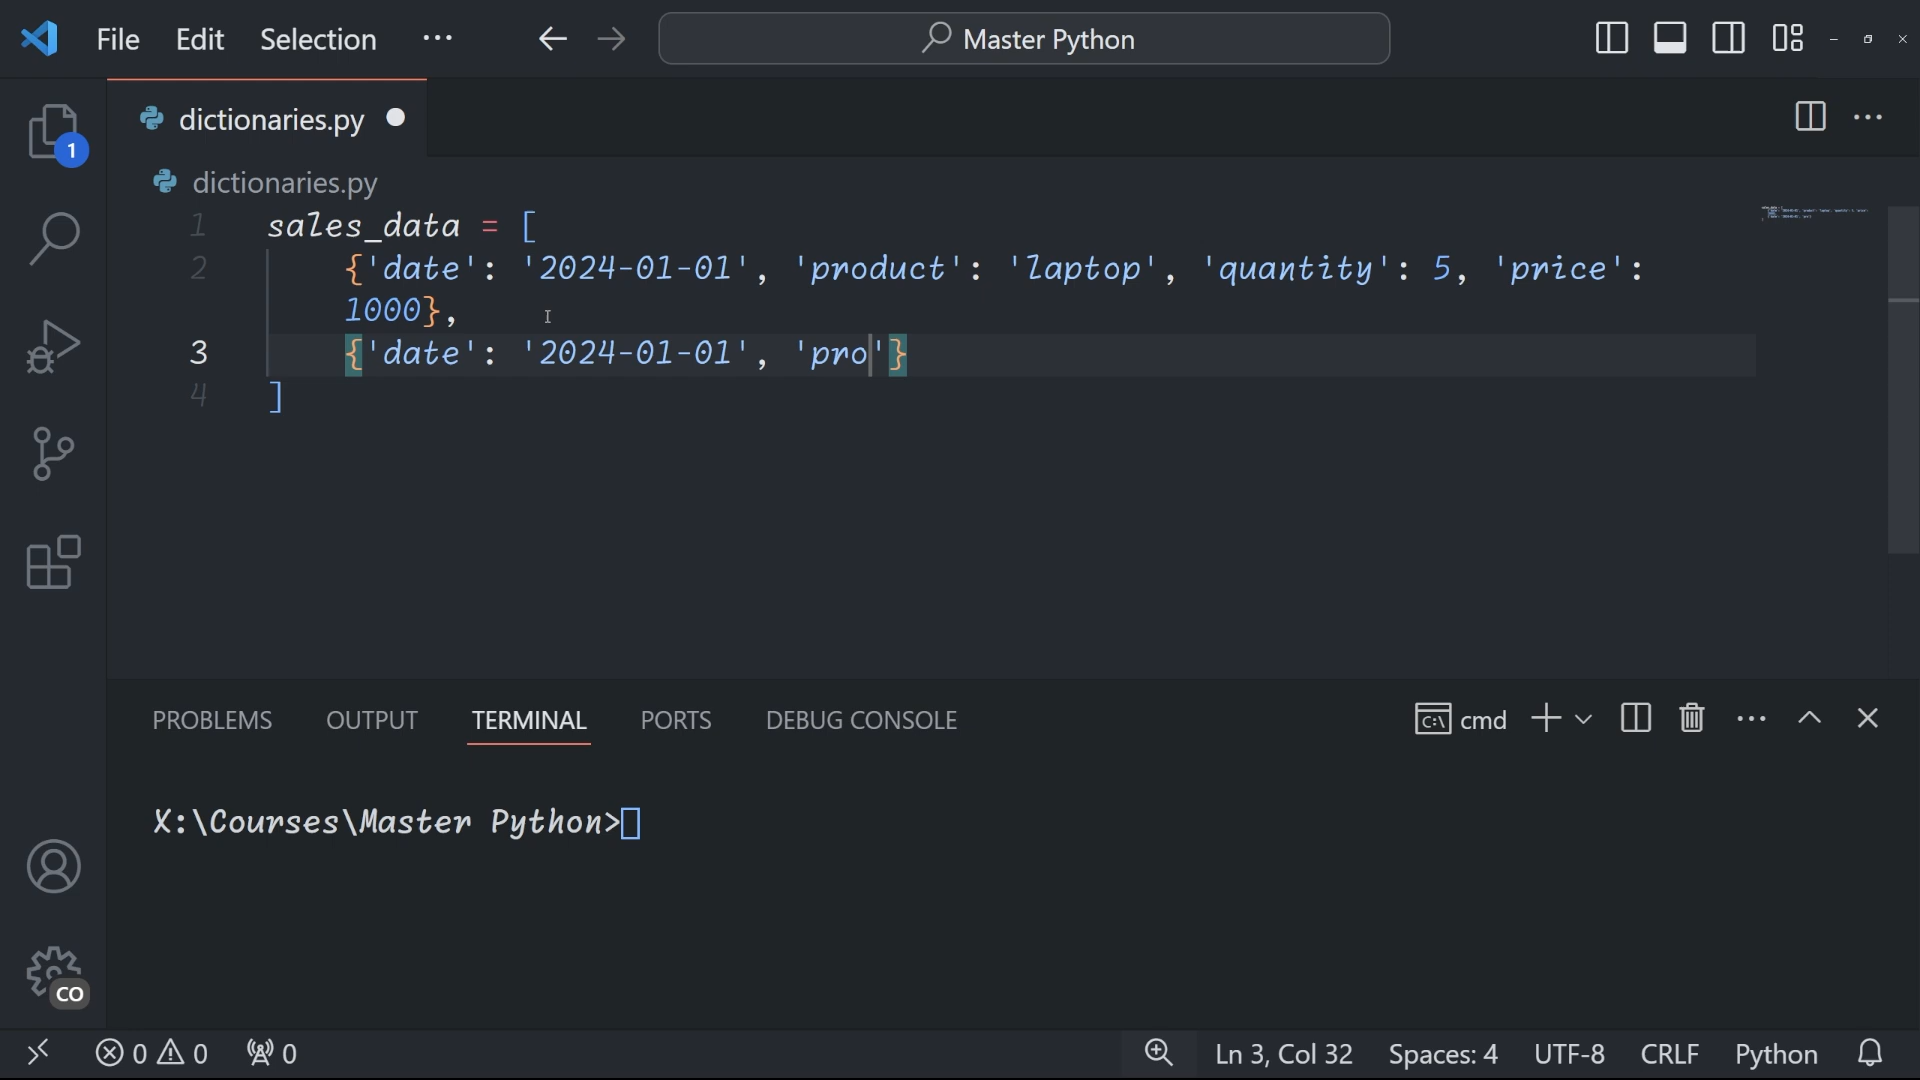 File Edit Selection ··· Master Python
dictionaries.py
1
dictionaries.py
1 sales_data = [
2 {'date': '2024-01-01', 'product': 'laptop', 'quantity': 5, 'price':
1000},
3 {'date': '2024-01-01', 'pro'}
4 ]
PROBLEMS OUTPUT TERMINAL PORTS DEBUG CONSOLE cmd
X:\Courses\Master Python>
CO
0 0 0 Ln 3, Col 32 Spaces: 4 UTF-8 CRLF Python